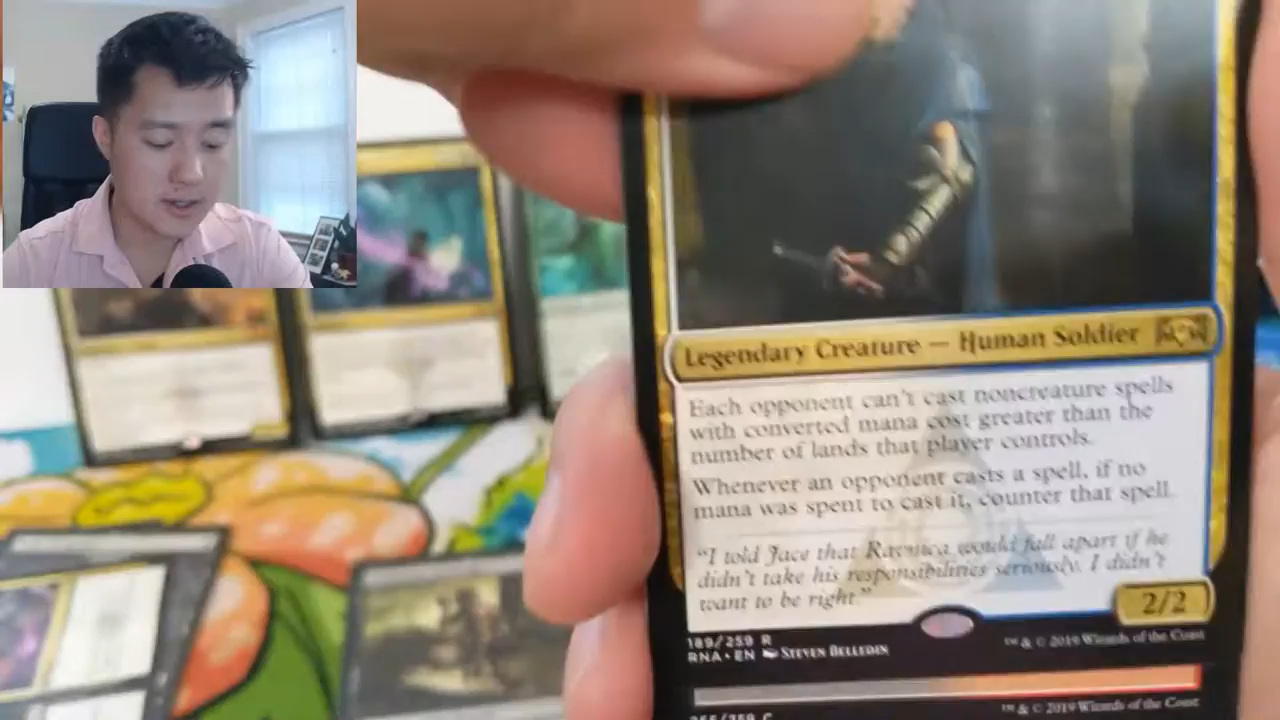 Legendary Creature — Human Soldier
Each opponent can't cast noncreature spells
with converted mana cost greater than the
number of lands that player controls.
Whenever an opponent casts a spell, if no
mana was spent to cast it, counter that spell.
"I told Jace that Ravnica would fall apart if he
didn't take his responsibilities seriously. I didn't
want to be right."
2/2
189/259 R
RNA • EN Steven Belledin
™ & © 2019 Wizards of the Coast
™ & © 2019 Wizards of the Coast